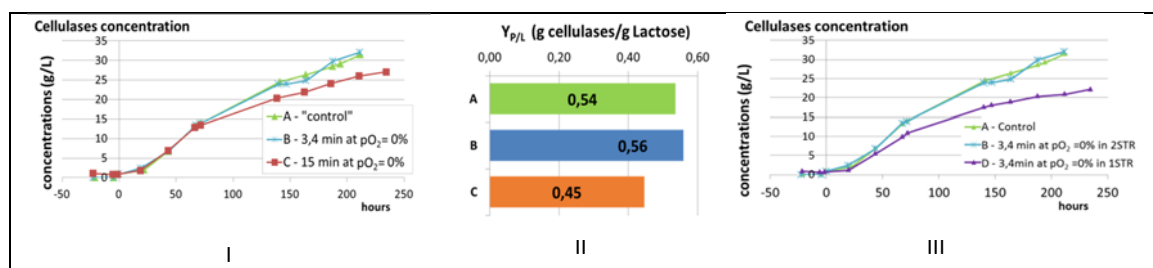 Cellulases concentration
concentrations (g/L)
35
30
25
20
15
10
5
0
-50
0
50
100
150
200
250
hours
A - "control"
B - 3,4 min at pO₂= 0%
C - 15 min at pO₂= 0%
I
Y_P/L (g cellulases/g Lactose)
0,00
0,20
0,40
0,60
A
0,54
B
0,56
C
0,45
II
Cellulases concentration
concentrations (g/L)
35
30
25
20
15
10
5
0
-50
0
50
100
150
200
250
hours
A - Control
B - 3,4 min at pO₂ =0% in 2STR
D - 3,4min at pO₂ =0% in 1STR
III